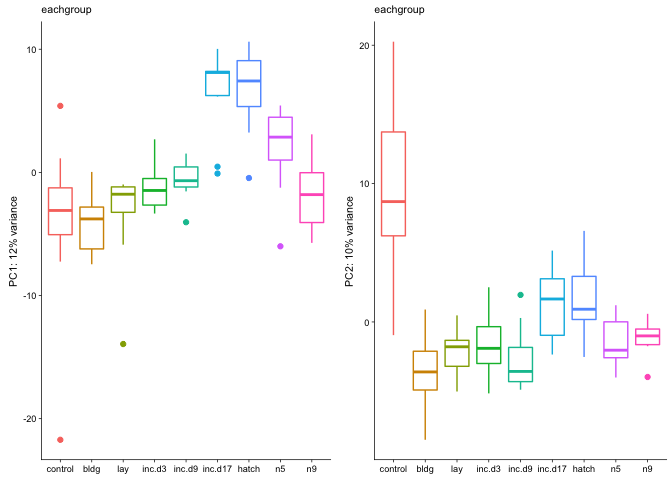 eachgroup
PC1: 12% variance
10
0
-10
-20
control bldg lay inc.d3 inc.d9 inc.d17 hatch n5 n9
eachgroup
PC2: 10% variance
20
10
0
control bldg lay inc.d3 inc.d9 inc.d17 hatch n5 n9